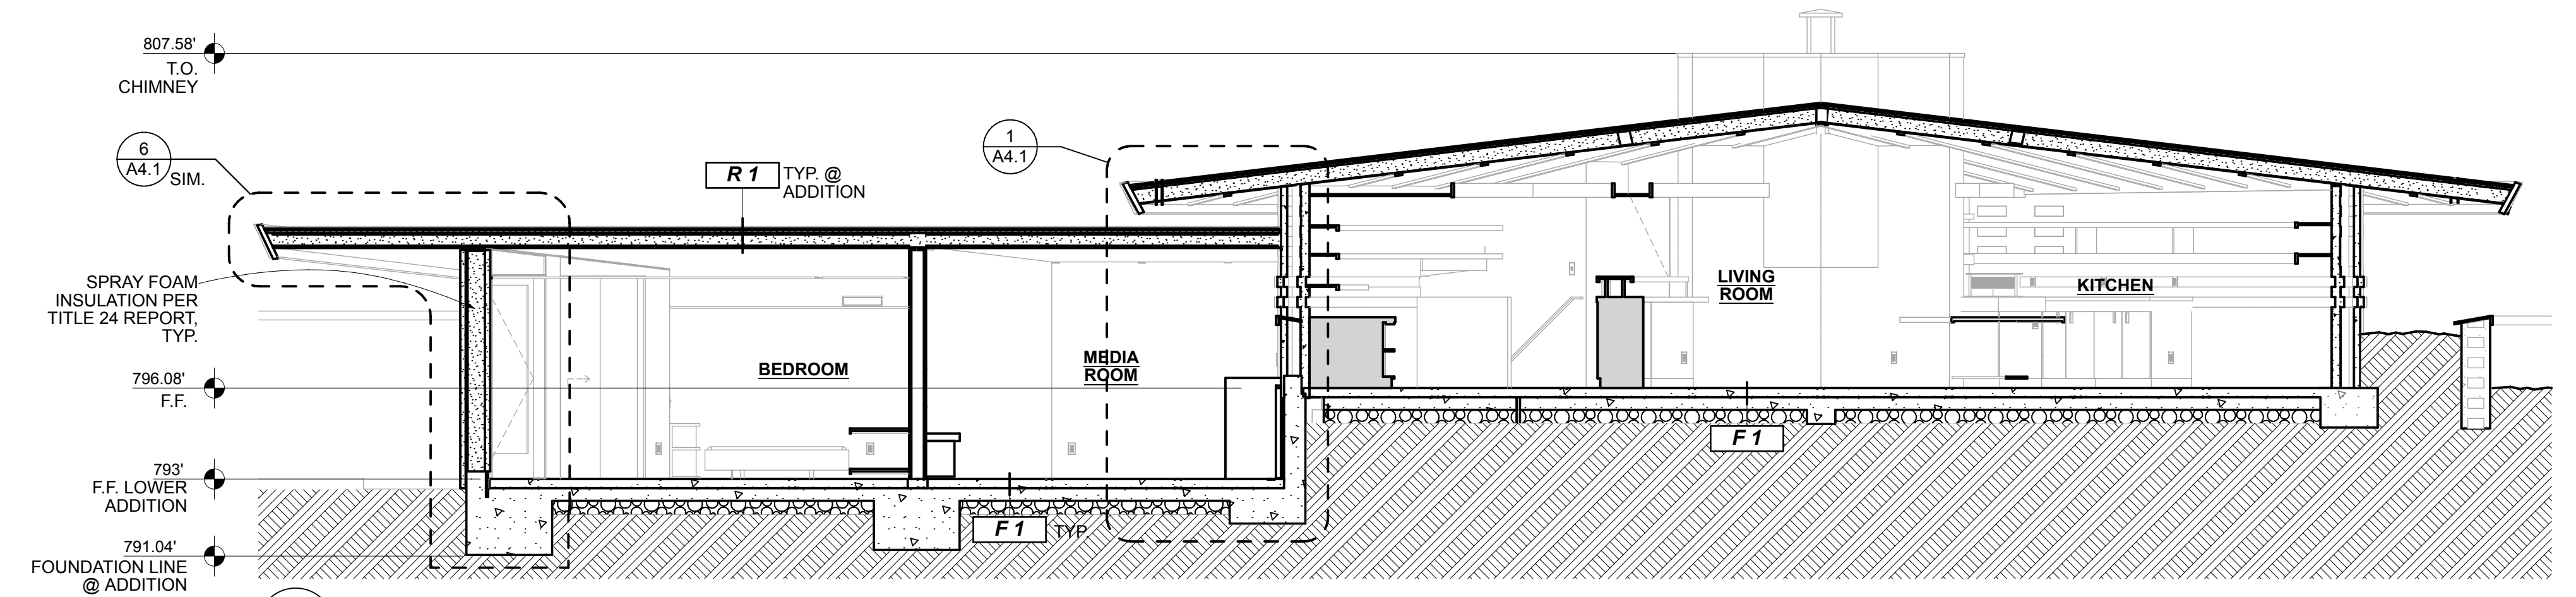 807.58'
T.O.
CHIMNEY
6
A4.1
SIM.
1
A4.1
R 1
TYP. @
ADDITION
SPRAY FOAM
INSULATION PER
TITLE 24 REPORT,
TYP.
LIVING
ROOM
KITCHEN
BEDROOM
MEDIA
ROOM
796.08'
F.F.
F 1
793'
F.F. LOWER
ADDITION
F 1
TYP.
791.04'
FOUNDATION LINE
@ ADDITION